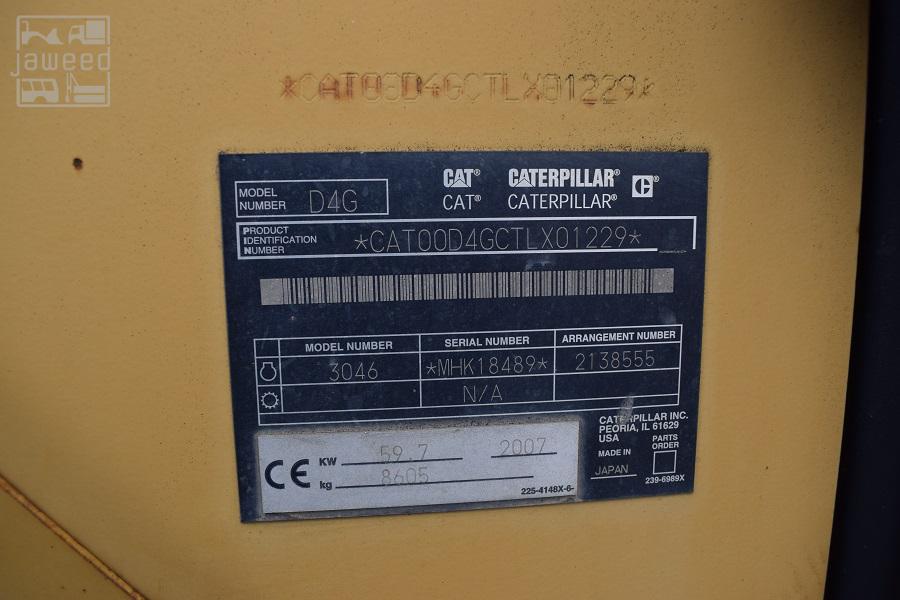 jaweed
*CAT00D4GCTLX01229*
MODEL NUMBER D4G
CAT® CATERPILLAR® C®
CAT® CATERPILLAR®
PRODUCT IDENTIFICATION NUMBER *CAT00D4GCTLX01229*
MODEL NUMBER SERIAL NUMBER ARRANGEMENT NUMBER
3046 *MHK18489* 2138555
N/A
CATERPILLAR INC.
PEORIA, IL 61629
USA
MADE IN JAPAN
PARTS ORDER
239-6989X
CE KW 59.7 2007
kg 8605
225-4148X-6-